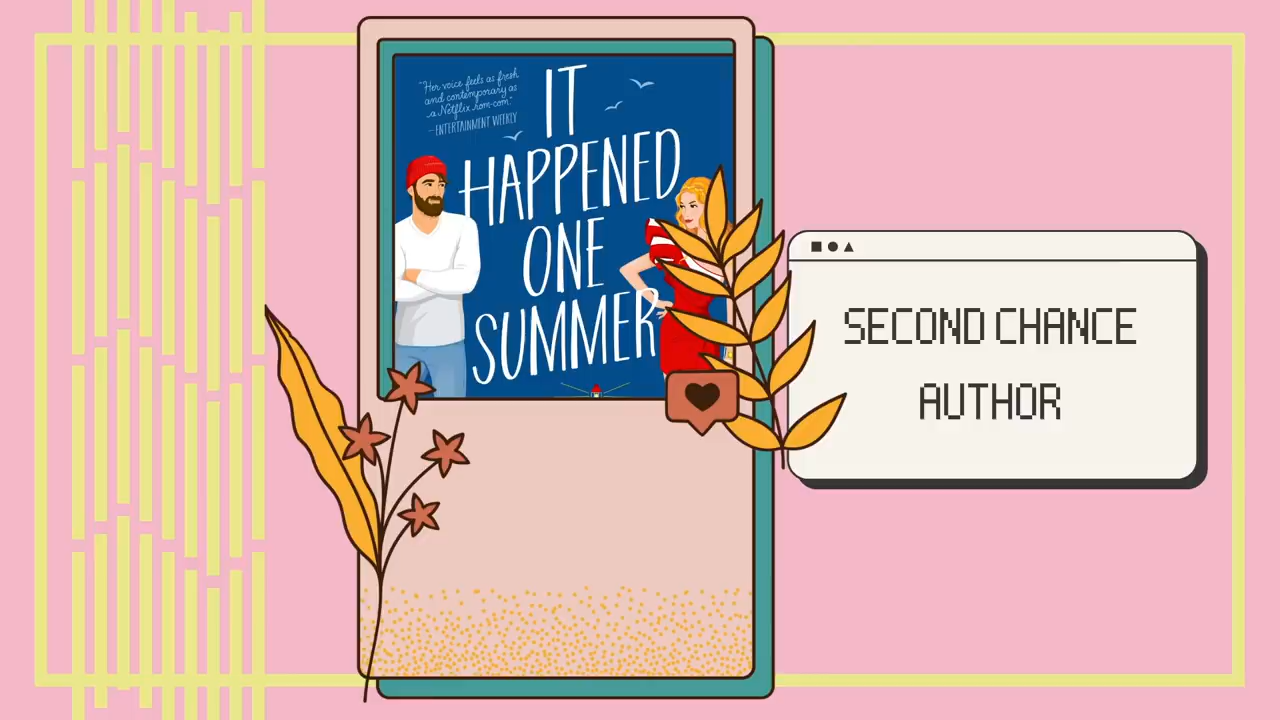 "Her voice feels as fresh
and contemporary as
a Netflix rom-com."
—ENTERTAINMENT WEEKLY
IT
HAPPENED
ONE
SUMMER
SECOND CHANCE
AUTHOR